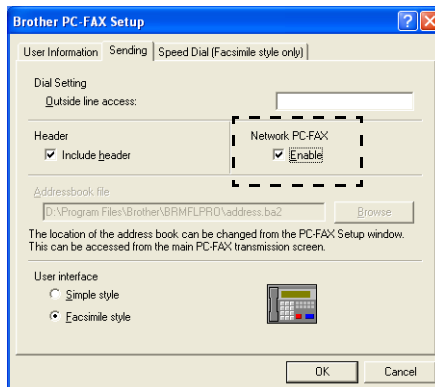 Brother PC-FAX Setup
User Information Sending Speed Dial (Facsimile style only)
Dial Setting
Outside line access:
Header Network PC-FAX
Include header Enable
Addressbook file
D:\Program Files\Brother\BRMFLPRO\address.ba2 Browse
The location of the address book can be changed from the PC-FAX Setup window.
This can be accessed from the main PC-FAX transmission screen.
User interface
Simple style
Facsimile style
OK Cancel